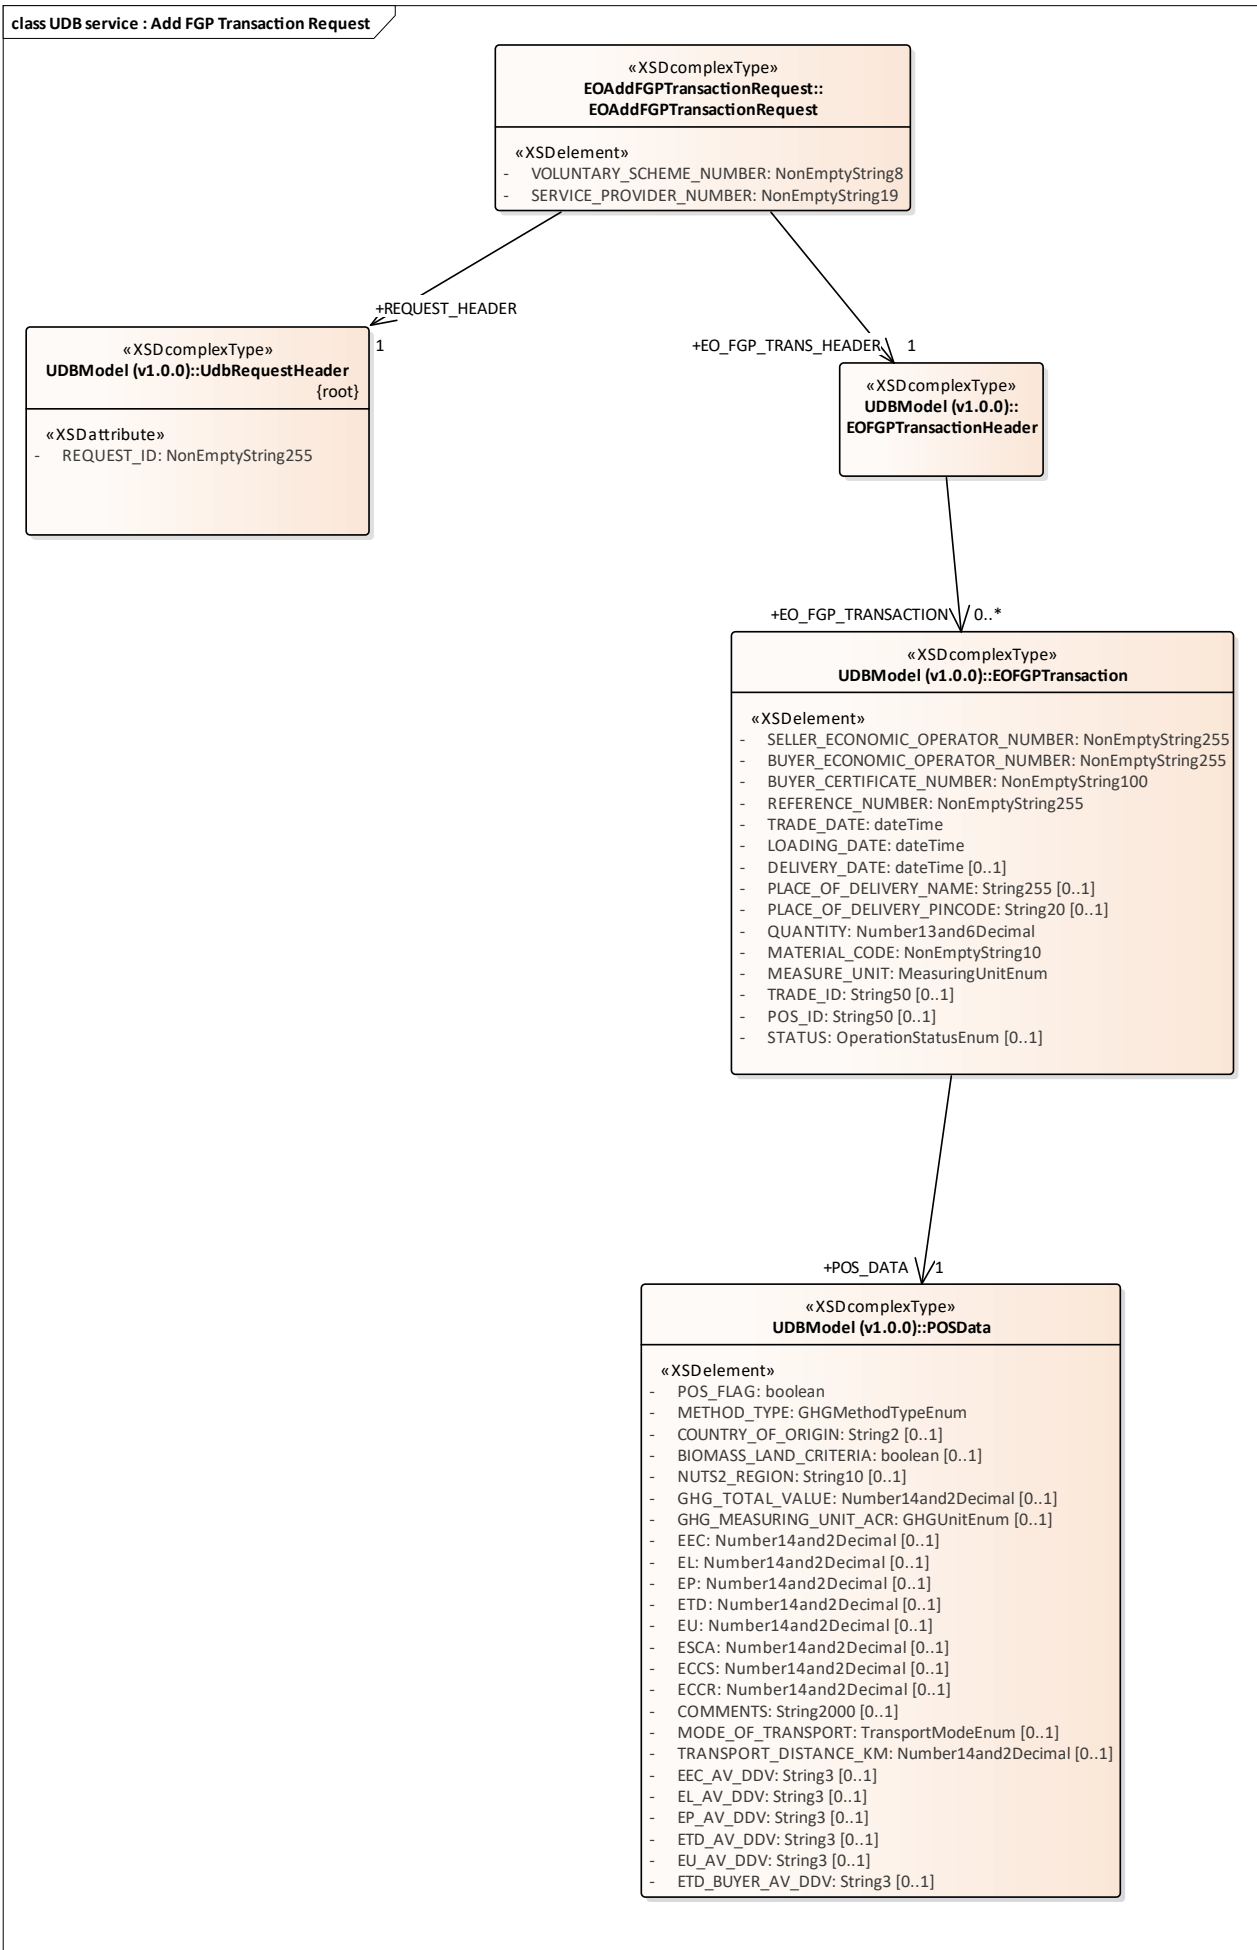 class UDB service : Add FGP Transaction Request
«XSDcomplexType»
EOAddFGPTransactionRequest::
EOAddFGPTransactionRequest
«XSDelement»
- VOLUNTARY_SCHEME_NUMBER: NonEmptyString8
- SERVICE_PROVIDER_NUMBER: NonEmptyString19
+REQUEST_HEADER
1
«XSDcomplexType»
UDBModel (v1.0.0)::UdbRequestHeader
{root}
«XSDattribute»
- REQUEST_ID: NonEmptyString255
+EO_FGP_TRANS_HEADER
1
«XSDcomplexType»
UDBModel (v1.0.0)::
EOFGPTransactionHeader
+EO_FGP_TRANSACTION
0..*
«XSDcomplexType»
UDBModel (v1.0.0)::EOFGPTransaction
«XSDelement»
- SELLER_ECONOMIC_OPERATOR_NUMBER: NonEmptyString255
- BUYER_ECONOMIC_OPERATOR_NUMBER: NonEmptyString255
- BUYER_CERTIFICATE_NUMBER: NonEmptyString100
- REFERENCE_NUMBER: NonEmptyString255
- TRADE_DATE: dateTime
- LOADING_DATE: dateTime
- DELIVERY_DATE: dateTime [0..1]
- PLACE_OF_DELIVERY_NAME: String255 [0..1]
- PLACE_OF_DELIVERY_PINCODE: String20 [0..1]
- QUANTITY: Number13and6Decimal
- MATERIAL_CODE: NonEmptyString10
- MEASURE_UNIT: MeasuringUnitEnum
- TRADE_ID: String50 [0..1]
- POS_ID: String50 [0..1]
- STATUS: OperationStatusEnum [0..1]
+POS_DATA
1
«XSDcomplexType»
UDBModel (v1.0.0)::POSData
«XSDelement»
- POS_FLAG: boolean
- METHOD_TYPE: GHGMethodTypeEnum
- COUNTRY_OF_ORIGIN: String2 [0..1]
- BIOMASS_LAND_CRITERIA: boolean [0..1]
- NUTS2_REGION: String10 [0..1]
- GHG_TOTAL_VALUE: Number14and2Decimal [0..1]
- GHG_MEASURING_UNIT_ACR: GHGUnitEnum [0..1]
- EEC: Number14and2Decimal [0..1]
- EL: Number14and2Decimal [0..1]
- EP: Number14and2Decimal [0..1]
- ETD: Number14and2Decimal [0..1]
- EU: Number14and2Decimal [0..1]
- ESCA: Number14and2Decimal [0..1]
- ECCS: Number14and2Decimal [0..1]
- ECCR: Number14and2Decimal [0..1]
- COMMENTS: String2000 [0..1]
- MODE_OF_TRANSPORT: TransportModeEnum [0..1]
- TRANSPORT_DISTANCE_KM: Number14and2Decimal [0..1]
- EEC_AV_DDV: String3 [0..1]
- EL_AV_DDV: String3 [0..1]
- EP_AV_DDV: String3 [0..1]
- ETD_AV_DDV: String3 [0..1]
- EU_AV_DDV: String3 [0..1]
- ETD_BUYER_AV_DDV: String3 [0..1]